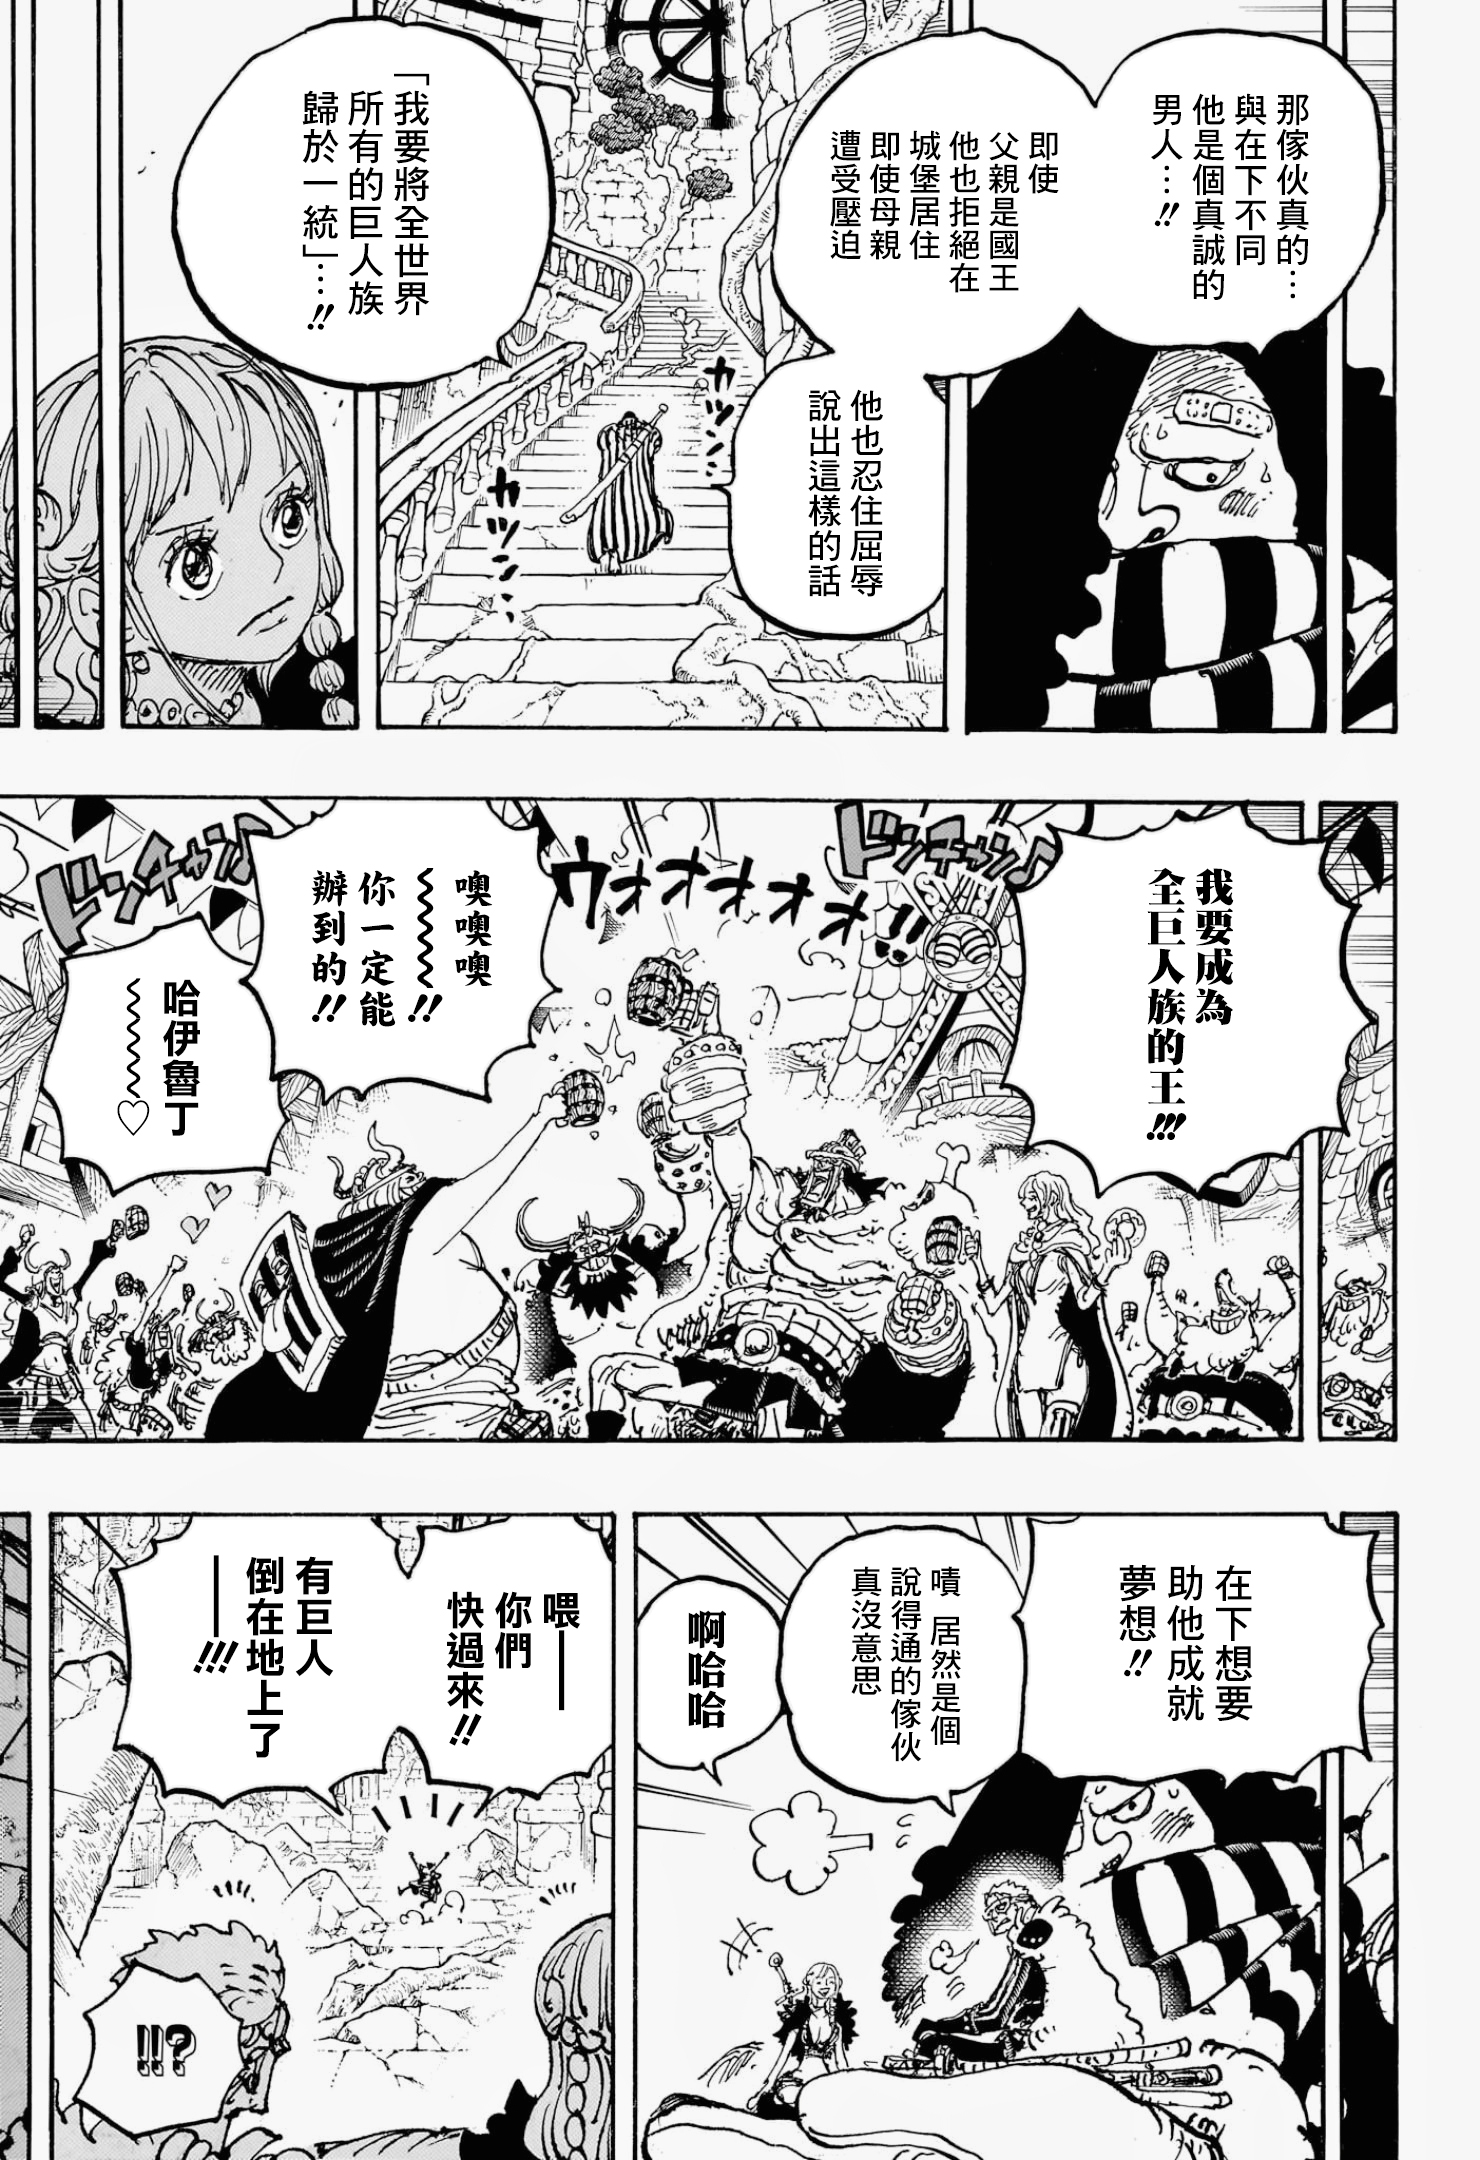 那傢伙真的…
與在下不同
他是個真誠的
男人…!!
即使
父親是國王
他也拒絕在
城堡居住
即使母親
遭受壓迫
他也忍住屈辱
說出這樣的話
カツン…
カツン…
「我要將全世界
所有的巨人族
歸於一統」…!!
我要成為
全巨人族的王!!!
ドンチャン♪
ウオオオオオオ!!
噢噢噢
~~~~!!
你一定能
辦到的!!
ドンチャン♪
哈伊魯丁
~~~~♡
在下想要
助他成就
夢想!!
嘖 居然是個
說得通的傢伙
真沒意思
啊哈哈
喂——
你們
快過來!!
有巨人
倒在地上了
——!!!
!!?